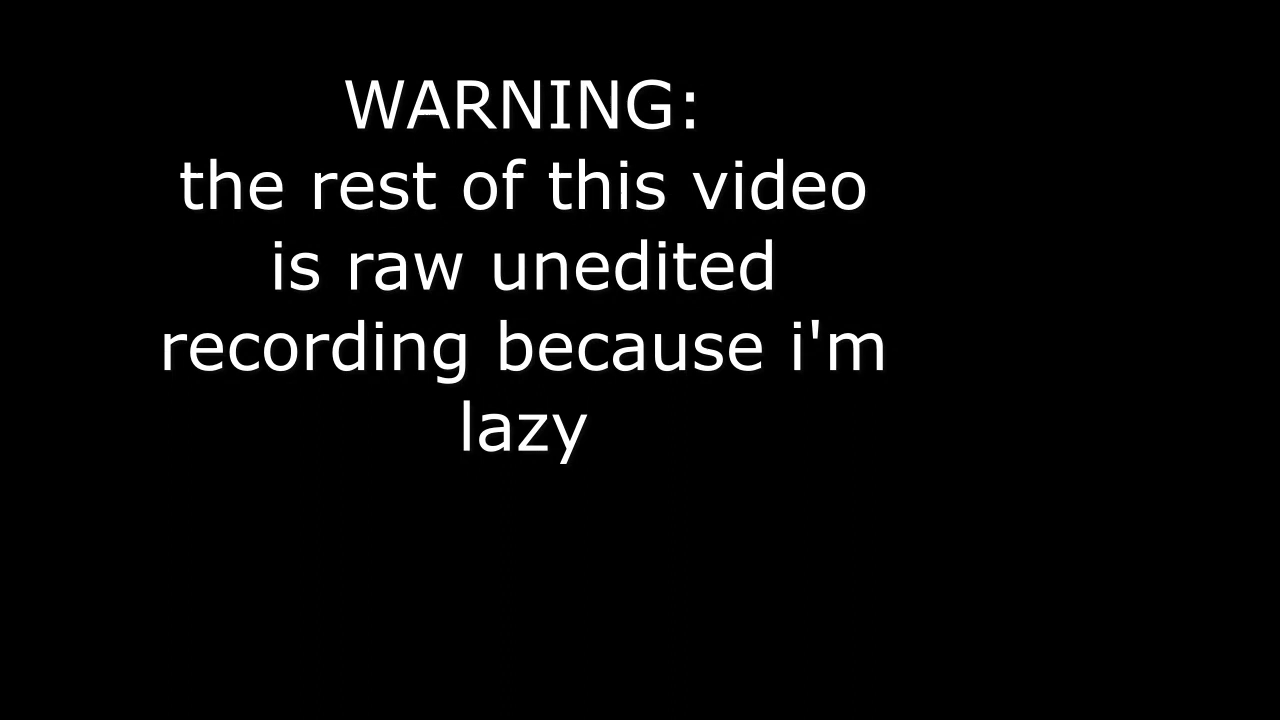 WARNING:
the rest of this video
is raw unedited
recording because i'm
lazy